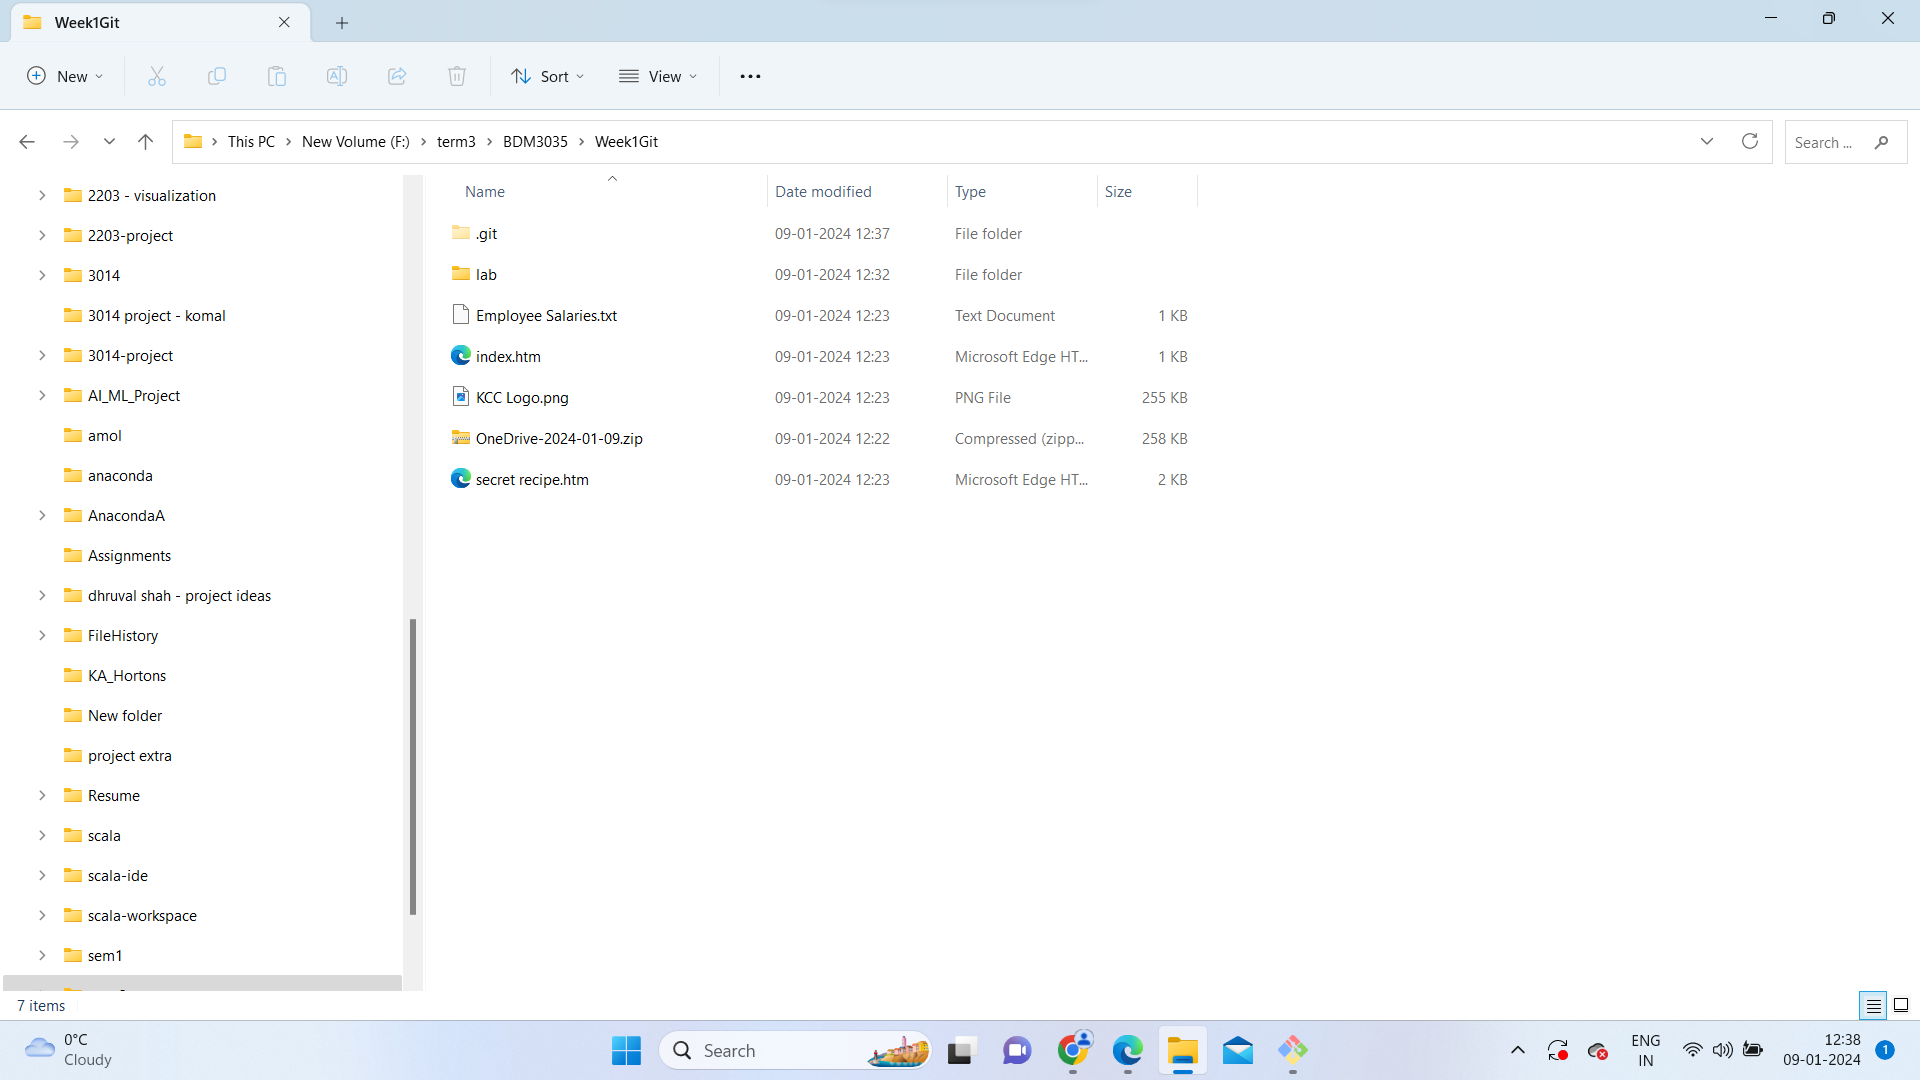 Week1Git
New
Sort
View
This PC > New Volume (F:) > term3 > BDM3035 > Week1Git
Search ...
2203 - visualization
2203-project
3014
3014 project - komal
3014-project
AI_ML_Project
amol
anaconda
AnacondaA
Assignments
dhruval shah - project ideas
FileHistory
KA_Hortons
New folder
project extra
Resume
scala
scala-ide
scala-workspace
sem1
Name Date modified Type Size
.git 09-01-2024 12:37 File folder
lab 09-01-2024 12:32 File folder
Employee Salaries.txt 09-01-2024 12:23 Text Document 1 KB
index.htm 09-01-2024 12:23 Microsoft Edge HT... 1 KB
KCC Logo.png 09-01-2024 12:23 PNG File 255 KB
OneDrive-2024-01-09.zip 09-01-2024 12:22 Compressed (zipp... 258 KB
secret recipe.htm 09-01-2024 12:23 Microsoft Edge HT... 2 KB
7 items
0°C
Cloudy
Search
ENG
IN
12:38
09-01-2024
1